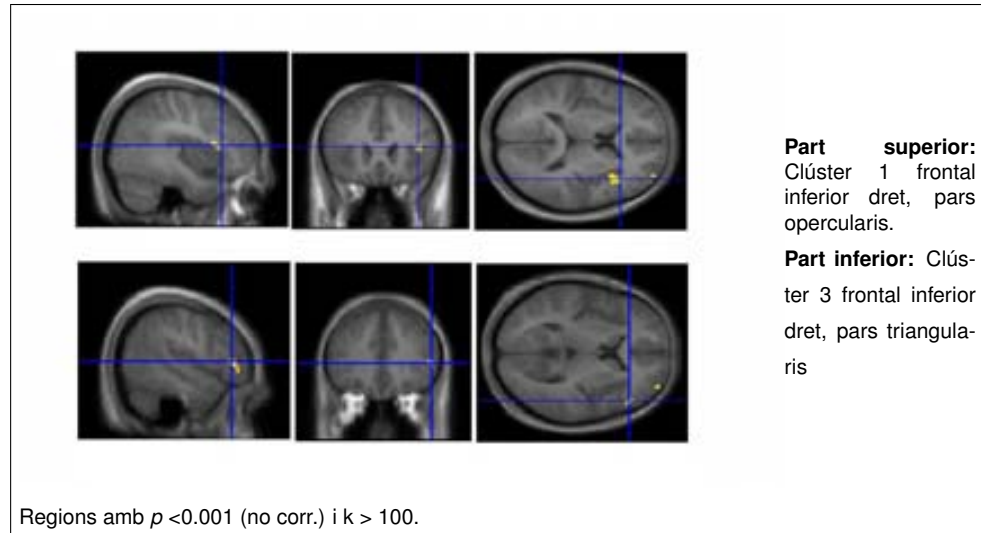 Part superior:
Clúster 1 frontal
inferior dret, pars
opercularis.
Part inferior: Clús-
ter 3 frontal inferior
dret, pars triangula-
ris
Regions amb p <0.001 (no corr.) i k > 100.